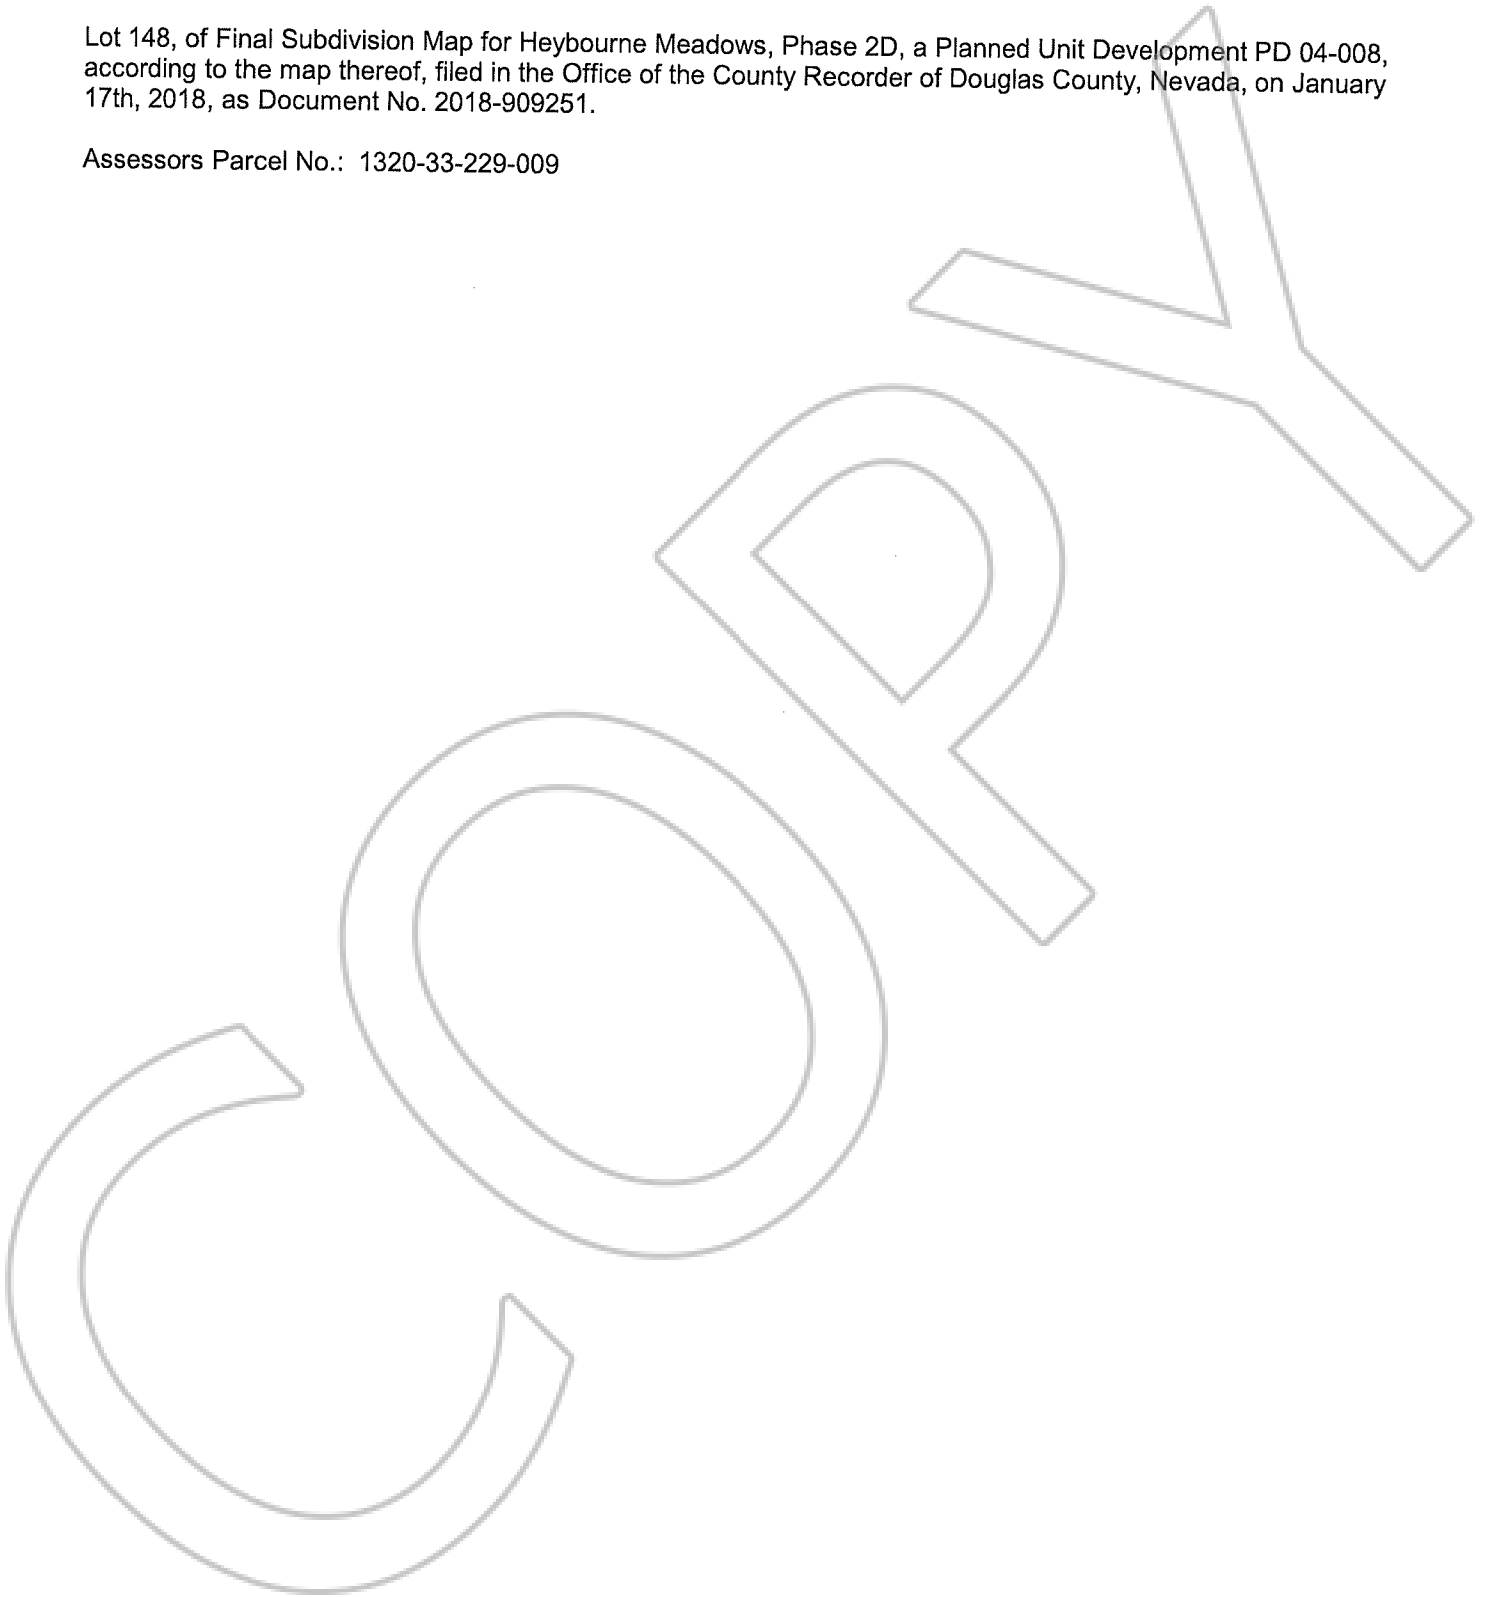 Lot 148, of Final Subdivision Map for Heybourne Meadows, Phase 2D, a Planned Unit Development PD 04-008,
according to the map thereof, filed in the Office of the County Recorder of Douglas County, Nevada, on January
17th, 2018, as Document No. 2018-909251.
Assessors Parcel No.: 1320-33-229-009
COPY